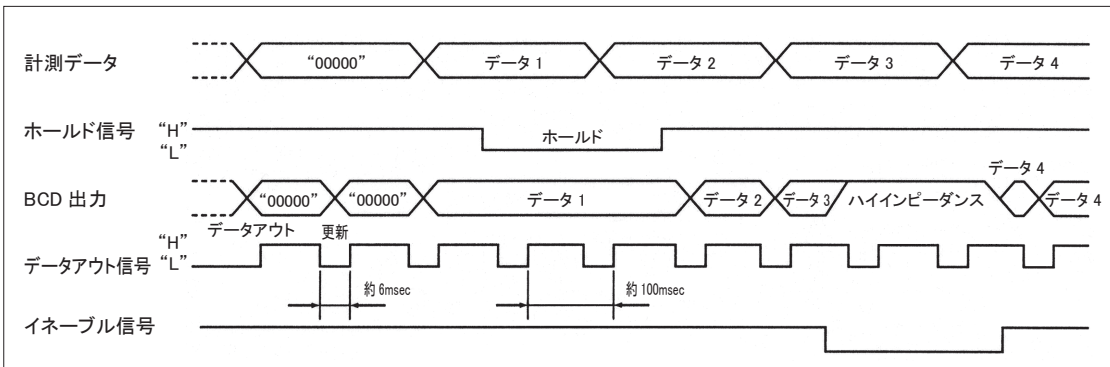 計測データ “00000” データ 1 データ 2 データ 3 データ 4
ホールド信号 “H” “L” ホールド
データ 4
BCD 出力 “00000” “00000” データ 1 データ 2 データ 3 ハイインピーダンス データ 4
データアウト 更新
データアウト信号 “H” “L”
約 6msec 約 100msec
イネーブル信号